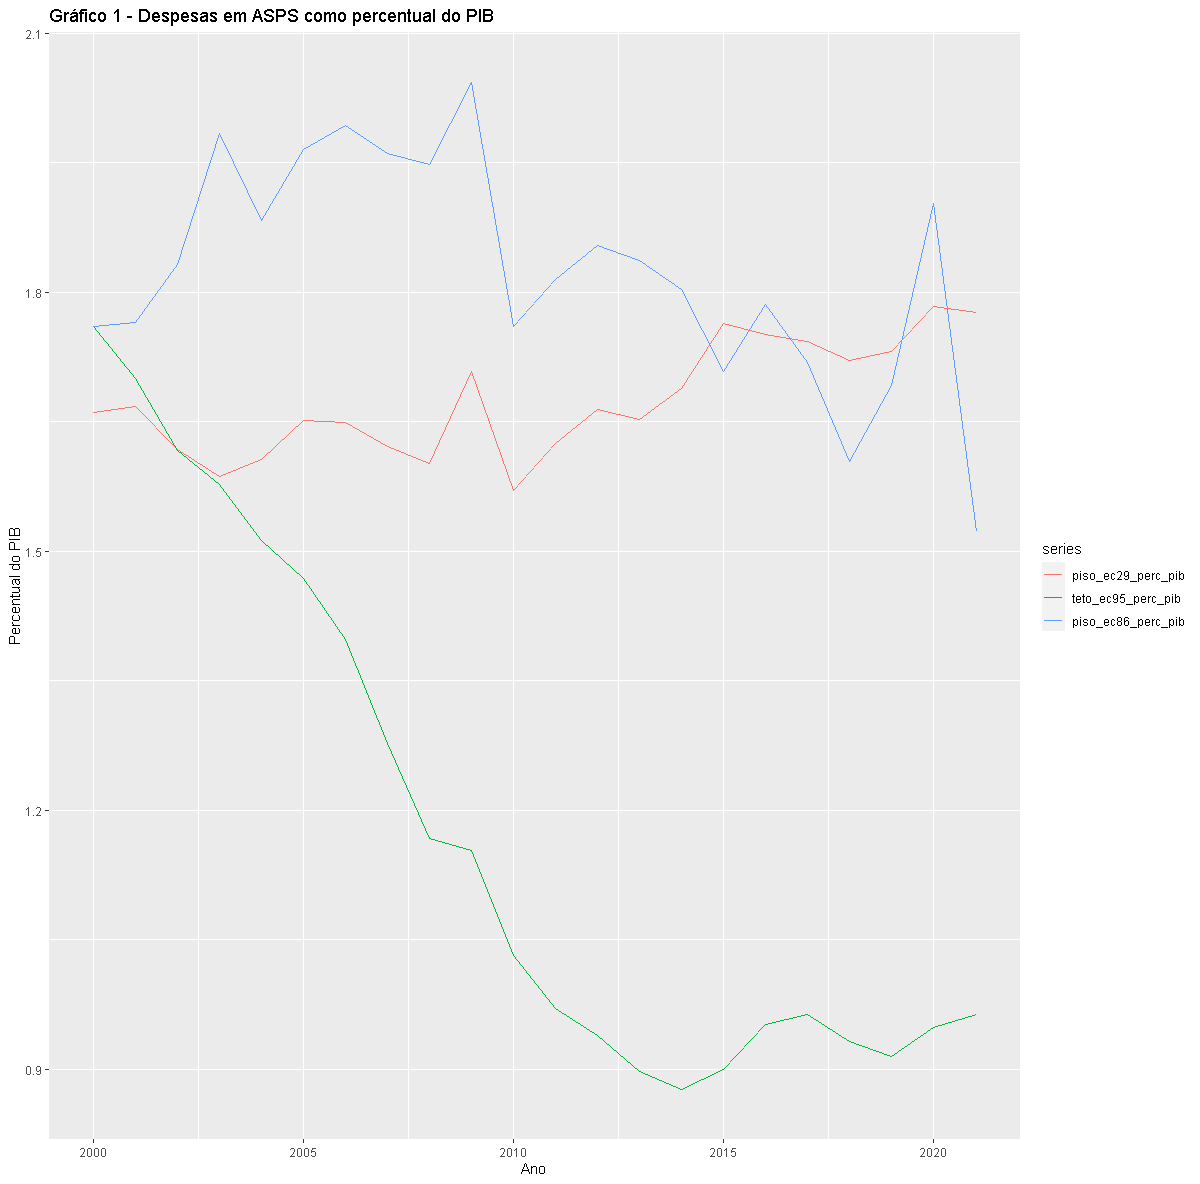 Gráfico 1 - Despesas em ASPS como percentual do PIB
2.1
1.8
1.5
1.2
0.9
Percentual do PIB
2000
2005
2010
2015
2020
Ano
series
piso_ec29_perc_pib
teto_ec95_perc_pib
piso_ec86_perc_pib